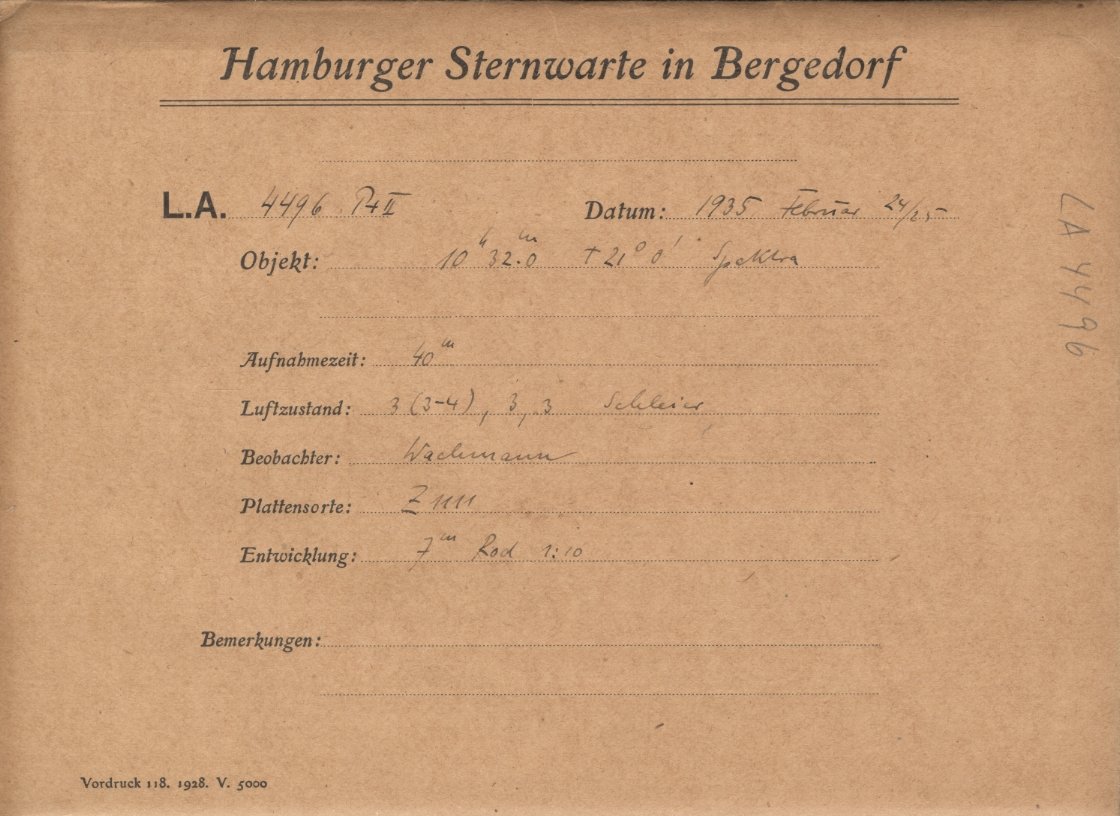 Hamburger Sternwarte in Bergedorf
L.A. 4496 Pr II
Datum: 1935 Februar 24/25
Objekt: 10h 32.m0 + 21° 0' Spektra
Aufnahmezeit: 40m
Luftzustand: 3 (3-4), 3, 3 Schleier
Beobachter: Wachmann
Plattensorte: Z 1111
Entwicklung: 7m Rod 1:10
Bemerkungen:
Vordruck 118. 1928. V. 5000
LA 4496